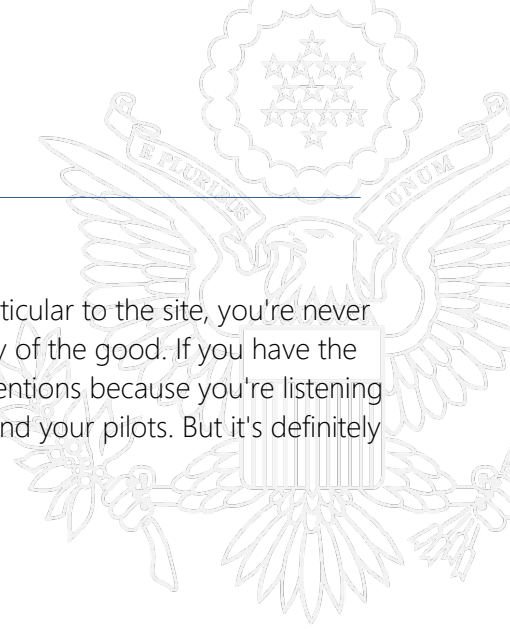 E PLURIBUS
UNUM
ticular to the site, you're never
of the good. If you have the
entions because you're listening
nd your pilots. But it's definitely